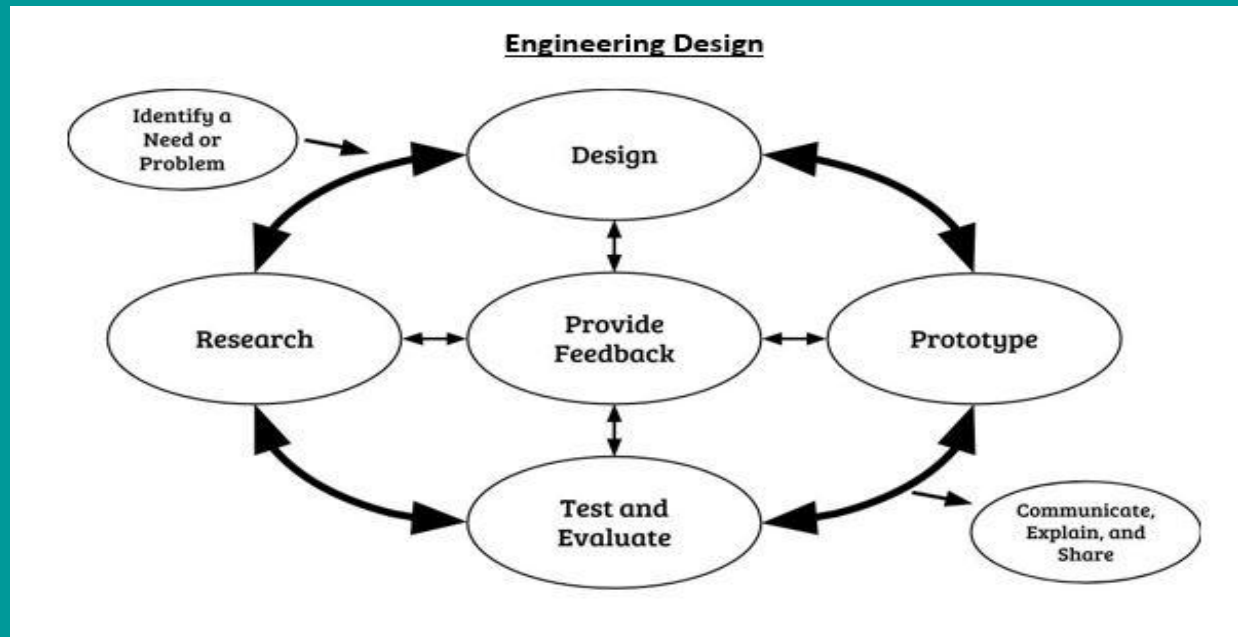 Engineering Design
Identify a
Need or
Problem
Design
Research
Provide
Feedback
Prototype
Test and
Evaluate
Communicate,
Explain, and
Share